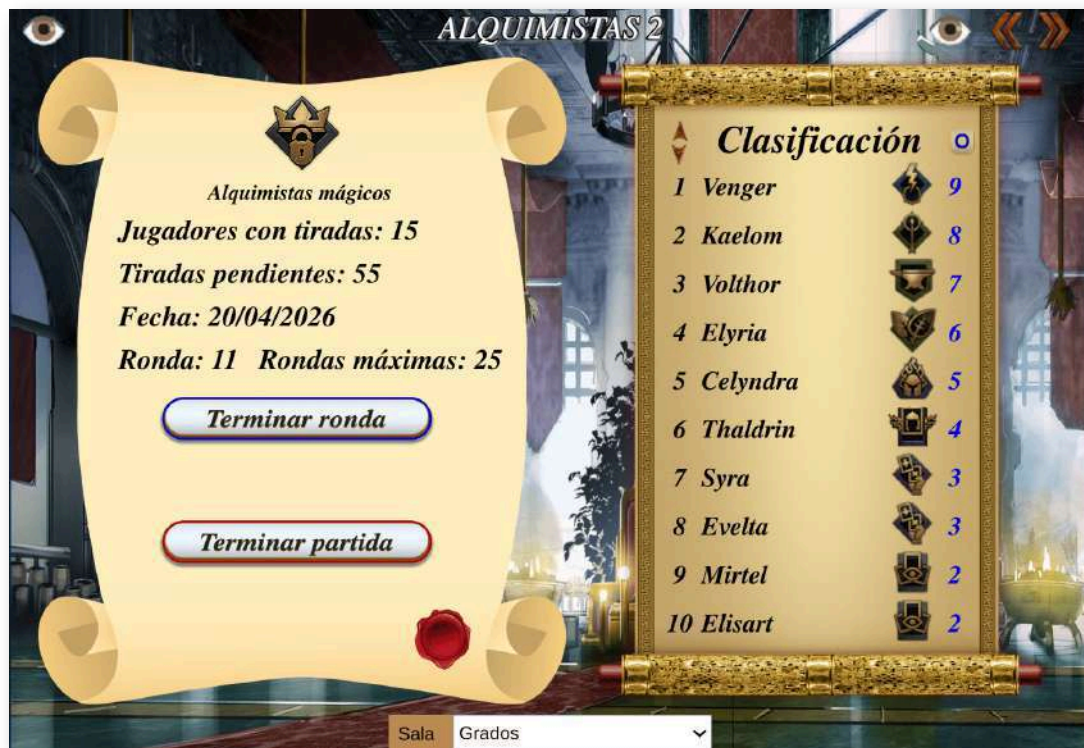 ALQUIMISTAS 2
Alquimistas mágicos
Jugadores con tiradas: 15
Tiradas pendientes: 55
Fecha: 20/04/2026
Ronda: 11 Rondas máximas: 25
Terminar ronda
Terminar partida
Clasificación O
1 Venger 9
2 Kaelom 8
3 Volthor 7
4 Elyria 6
5 Celyndra 5
6 Thaldrin 4
7 Syra 3
8 Evelta 3
9 Mirtel 2
10 Elisart 2
Sala Grados